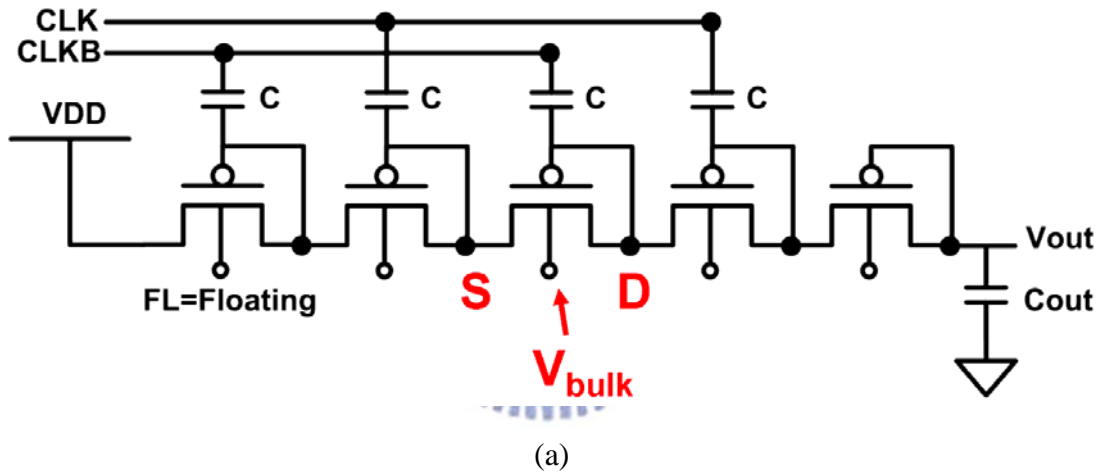 CLK
CLKB
VDD
C
C
C
C
Vout
S
D
FL=Floating
Cout
Vbulk
(a)